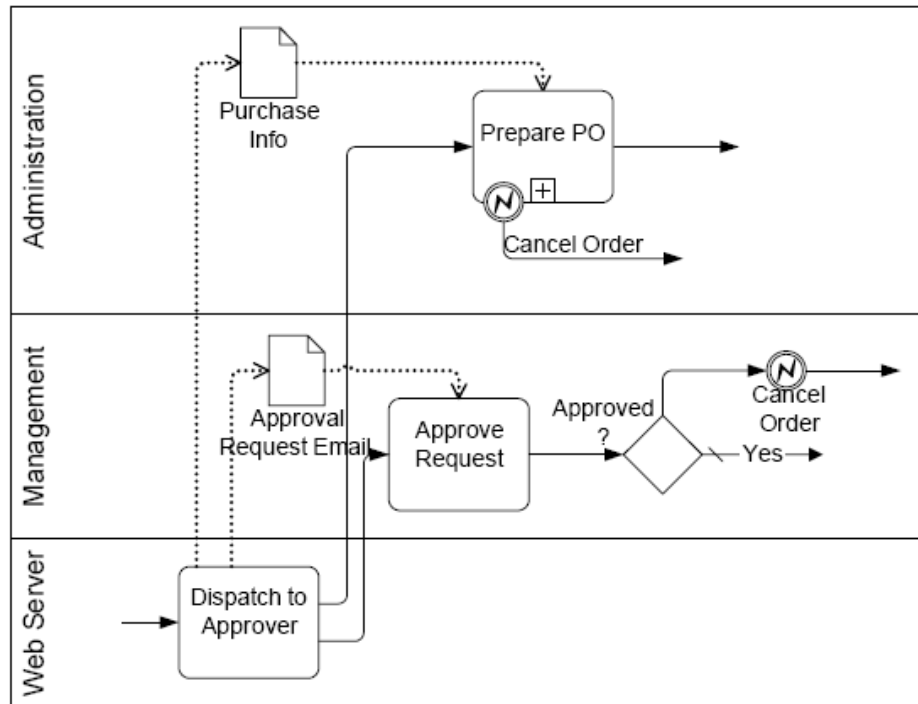 Administration
Purchase
Info
Prepare PO
Cancel Order
Management
Approval
Request Email
Approve
Request
Approved
?
Cancel
Order
Yes
Web Server
Dispatch to
Approver